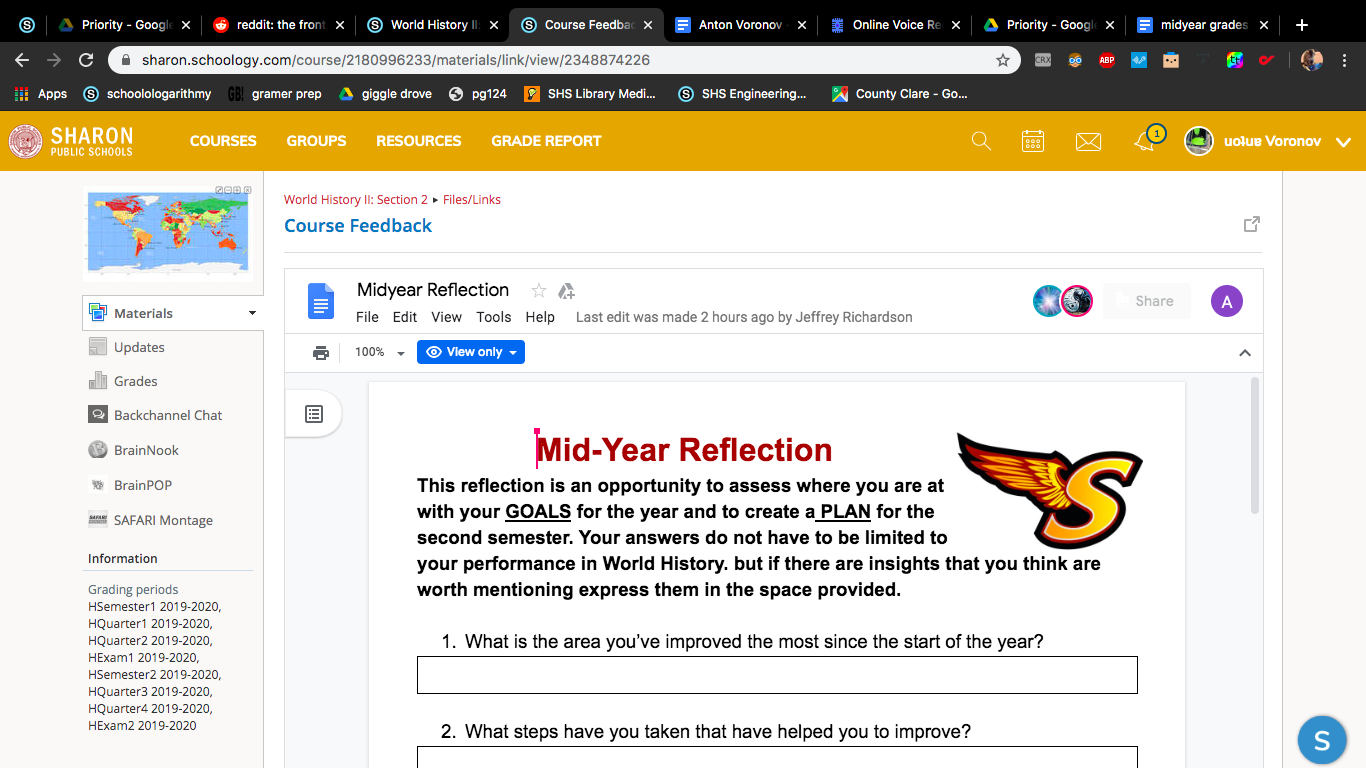 Priority - Google
reddit: the front
World History II:
Course Feedbac
Anton Voronov -
Online Voice Re
Priority - Google
midyear grades
sharon.schoology.com/course/2180996233/materials/link/view/2348874226
CRX
ABP
Apps
schoologarithmy
GB!
gramer prep
giggle drove
pg124
SHS Library Medi...
SHS Engineering...
County Clare - Go...
SHARON
PUBLIC SCHOOLS
COURSES
GROUPS
RESOURCES
GRADE REPORT
1
uoʇuɐ Voronov
World History II: Section 2 ▸ Files/Links
Course Feedback
Midyear Reflection
File Edit View Tools Help Last edit was made 2 hours ago by Jeffrey Richardson
Share
A
100%
View only
Materials
Updates
Grades
Backchannel Chat
BrainNook
BrainPOP
SAFARI Montage
Information
Grading periods
HSemester1 2019-2020,
HQuarter1 2019-2020,
HQuarter2 2019-2020,
HExam1 2019-2020,
HSemester2 2019-2020,
HQuarter3 2019-2020,
HQuarter4 2019-2020,
HExam2 2019-2020
Mid-Year Reflection
This reflection is an opportunity to assess where you are at
with your GOALS for the year and to create a PLAN for the
second semester. Your answers do not have to be limited to
your performance in World History. but if there are insights that you think are
worth mentioning express them in the space provided.
1. What is the area you’ve improved the most since the start of the year?
2. What steps have you taken that have helped you to improve?
S
S